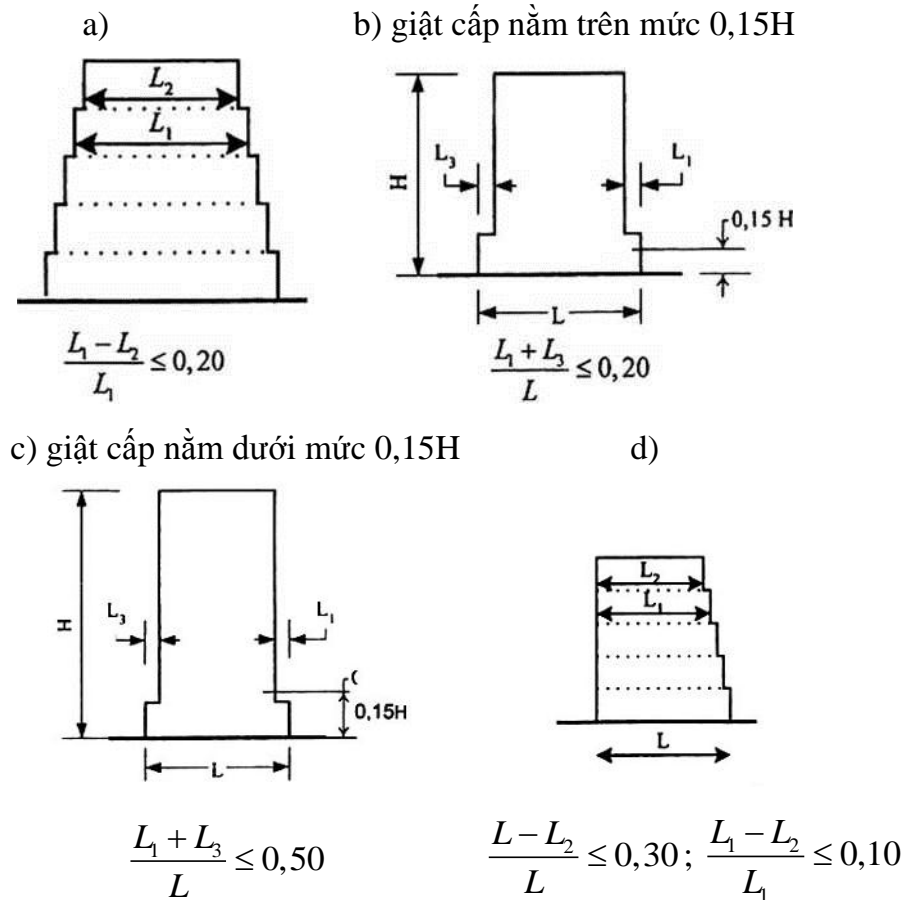 a)
b) giật cấp nằm trên mức 0,15H
L₂
L₁
H
L₃
L₁
0,15 H
L
(L₁ − L₂)/L₁ ≤ 0,20
(L₁ + L₃)/L ≤ 0,20
c) giật cấp nằm dưới mức 0,15H
d)
H
L₃
L₁
0,15H
L
L₂
L₁
L
(L₁ + L₃)/L ≤ 0,50
(L − L₂)/L ≤ 0,30 ; (L₁ − L₂)/L₁ ≤ 0,10